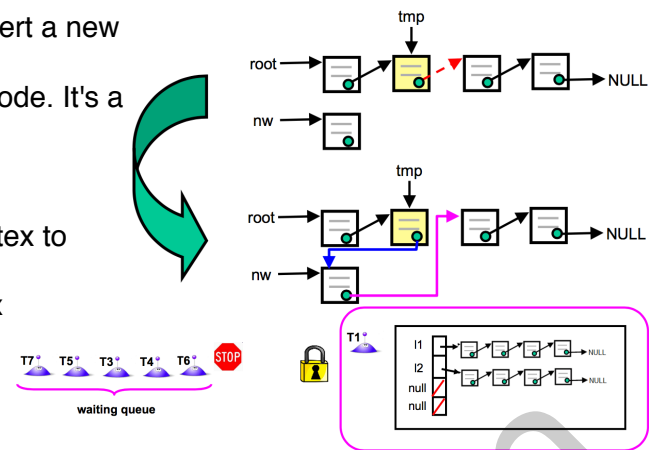 ert a new
ode. It's a
tex to
x
tmp
root
NULL
nw
tmp
root
NULL
nw
T7 T5 T3 T4 T6 STOP
waiting queue
T1
l1
NULL
l2
NULL
null
null